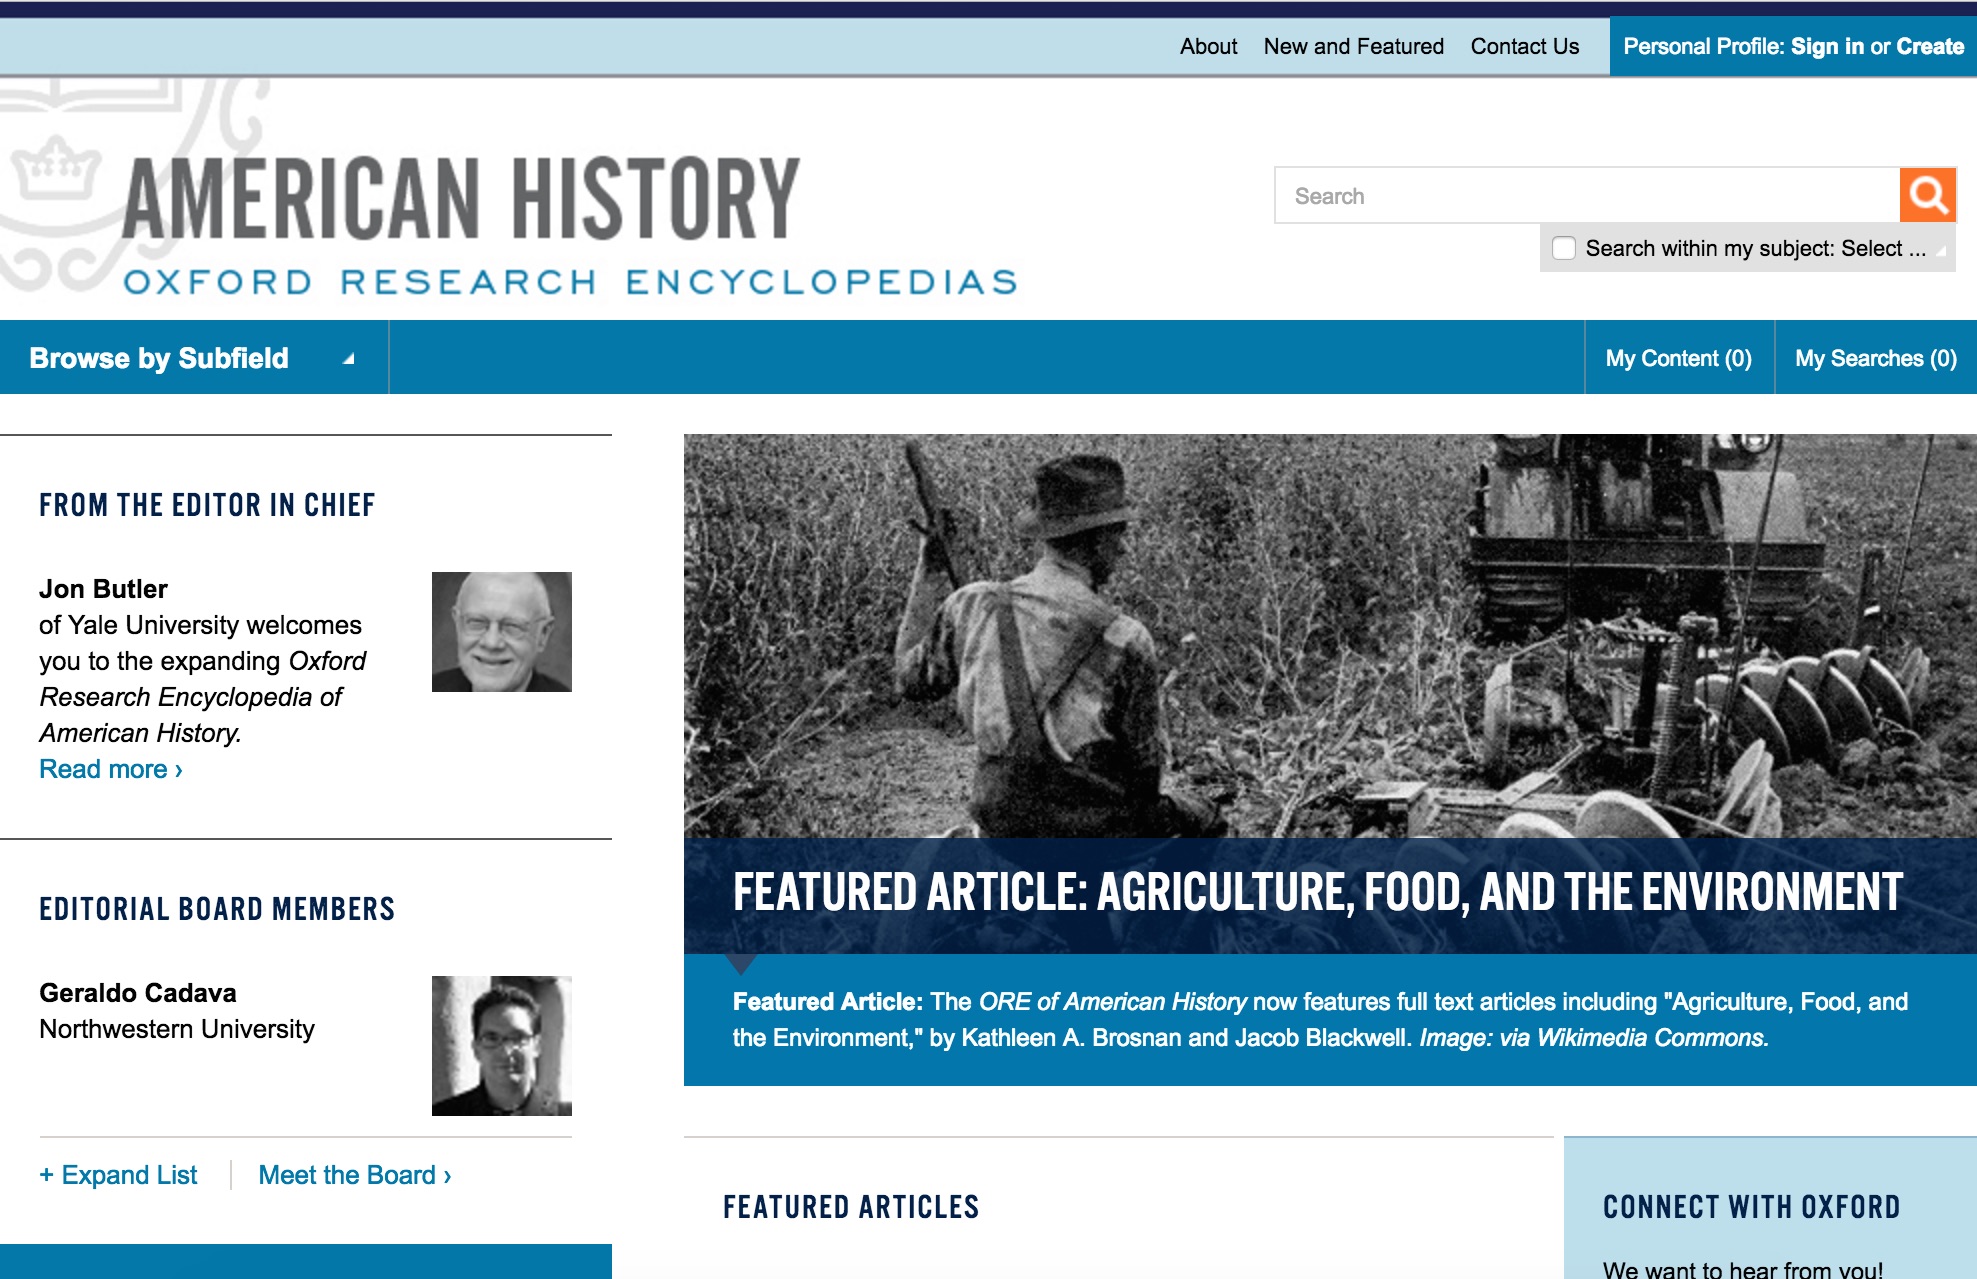 About New and Featured Contact Us Personal Profile: Sign in or Create
AMERICAN HISTORY
OXFORD RESEARCH ENCYCLOPEDIAS
Search
Search within my subject: Select ...
Browse by Subfield
My Content (0) My Searches (0)
FROM THE EDITOR IN CHIEF
Jon Butler
of Yale University welcomes
you to the expanding Oxford
Research Encyclopedia of
American History.
Read more ›
EDITORIAL BOARD MEMBERS
Geraldo Cadava
Northwestern University
+ Expand List
Meet the Board ›
FEATURED ARTICLE: AGRICULTURE, FOOD, AND THE ENVIRONMENT
Featured Article: The ORE of American History now features full text articles including "Agriculture, Food, and
the Environment," by Kathleen A. Brosnan and Jacob Blackwell. Image: via Wikimedia Commons.
FEATURED ARTICLES
CONNECT WITH OXFORD
We want to hear from you!